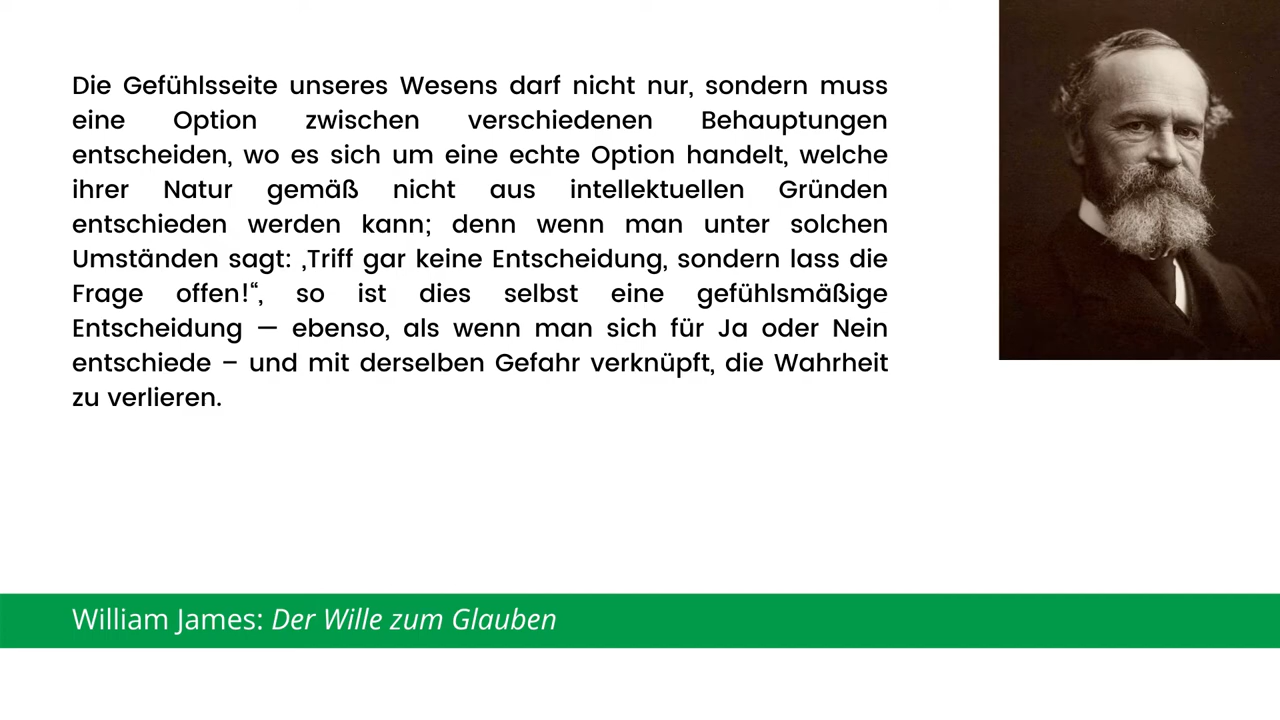 Die Gefühlsseite unseres Wesens darf nicht nur, sondern muss
eine Option zwischen verschiedenen Behauptungen
entscheiden, wo es sich um eine echte Option handelt, welche
ihrer Natur gemäß nicht aus intellektuellen Gründen
entschieden werden kann; denn wenn man unter solchen
Umständen sagt: ‚Triff gar keine Entscheidung, sondern lass die
Frage offen!“, so ist dies selbst eine gefühlsmäßige
Entscheidung — ebenso, als wenn man sich für Ja oder Nein
entschiede – und mit derselben Gefahr verknüpft, die Wahrheit
zu verlieren.
William James: Der Wille zum Glauben